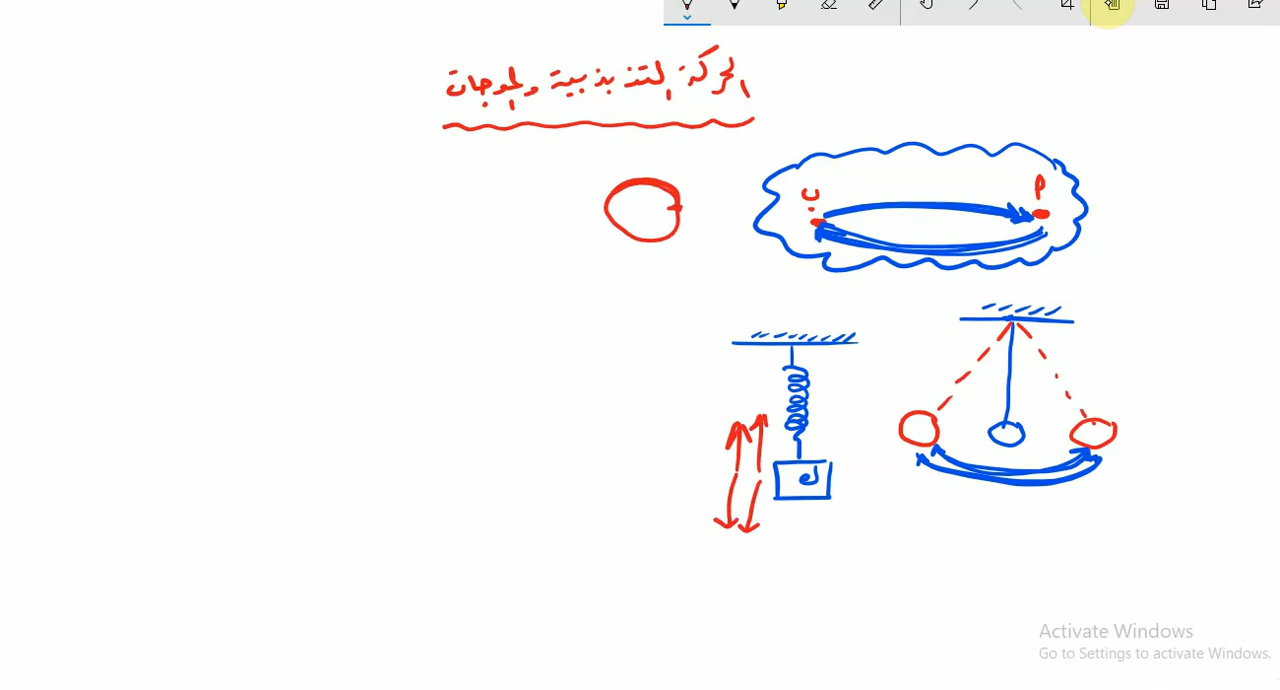 الحركة التذبذبية والموجات
ب
أ
ك
Activate Windows
Go to Settings to activate Windows.